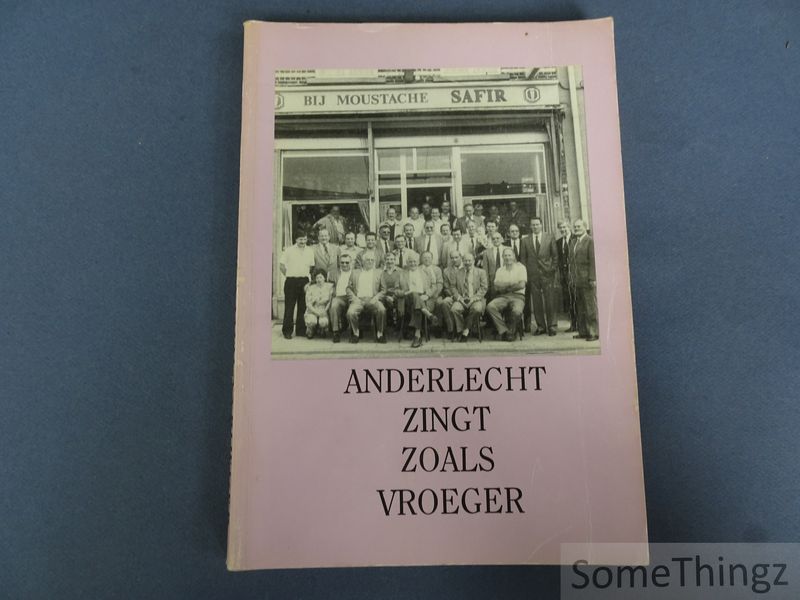 BIJ MOUSTACHE SAFIR
ANDERLECHT
ZINGT
ZOALS
VROEGER
SomeThingz